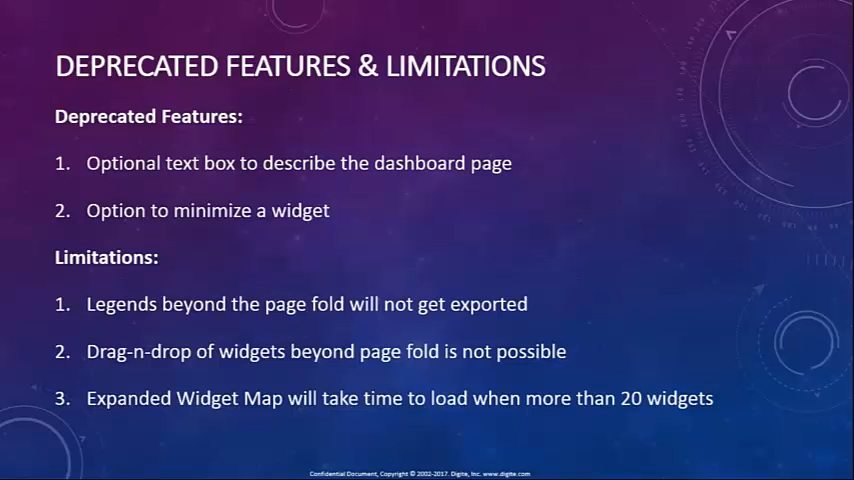 DEPRECATED FEATURES & LIMITATIONS
Deprecated Features:
1. Optional text box to describe the dashboard page
2. Option to minimize a widget
Limitations:
1. Legends beyond the page fold will not get exported
2. Drag-n-drop of widgets beyond page fold is not possible
3. Expanded Widget Map will take time to load when more than 20 widgets
Confidential Document, Copyright © 2002-2017. Digite, Inc. www.digite.com